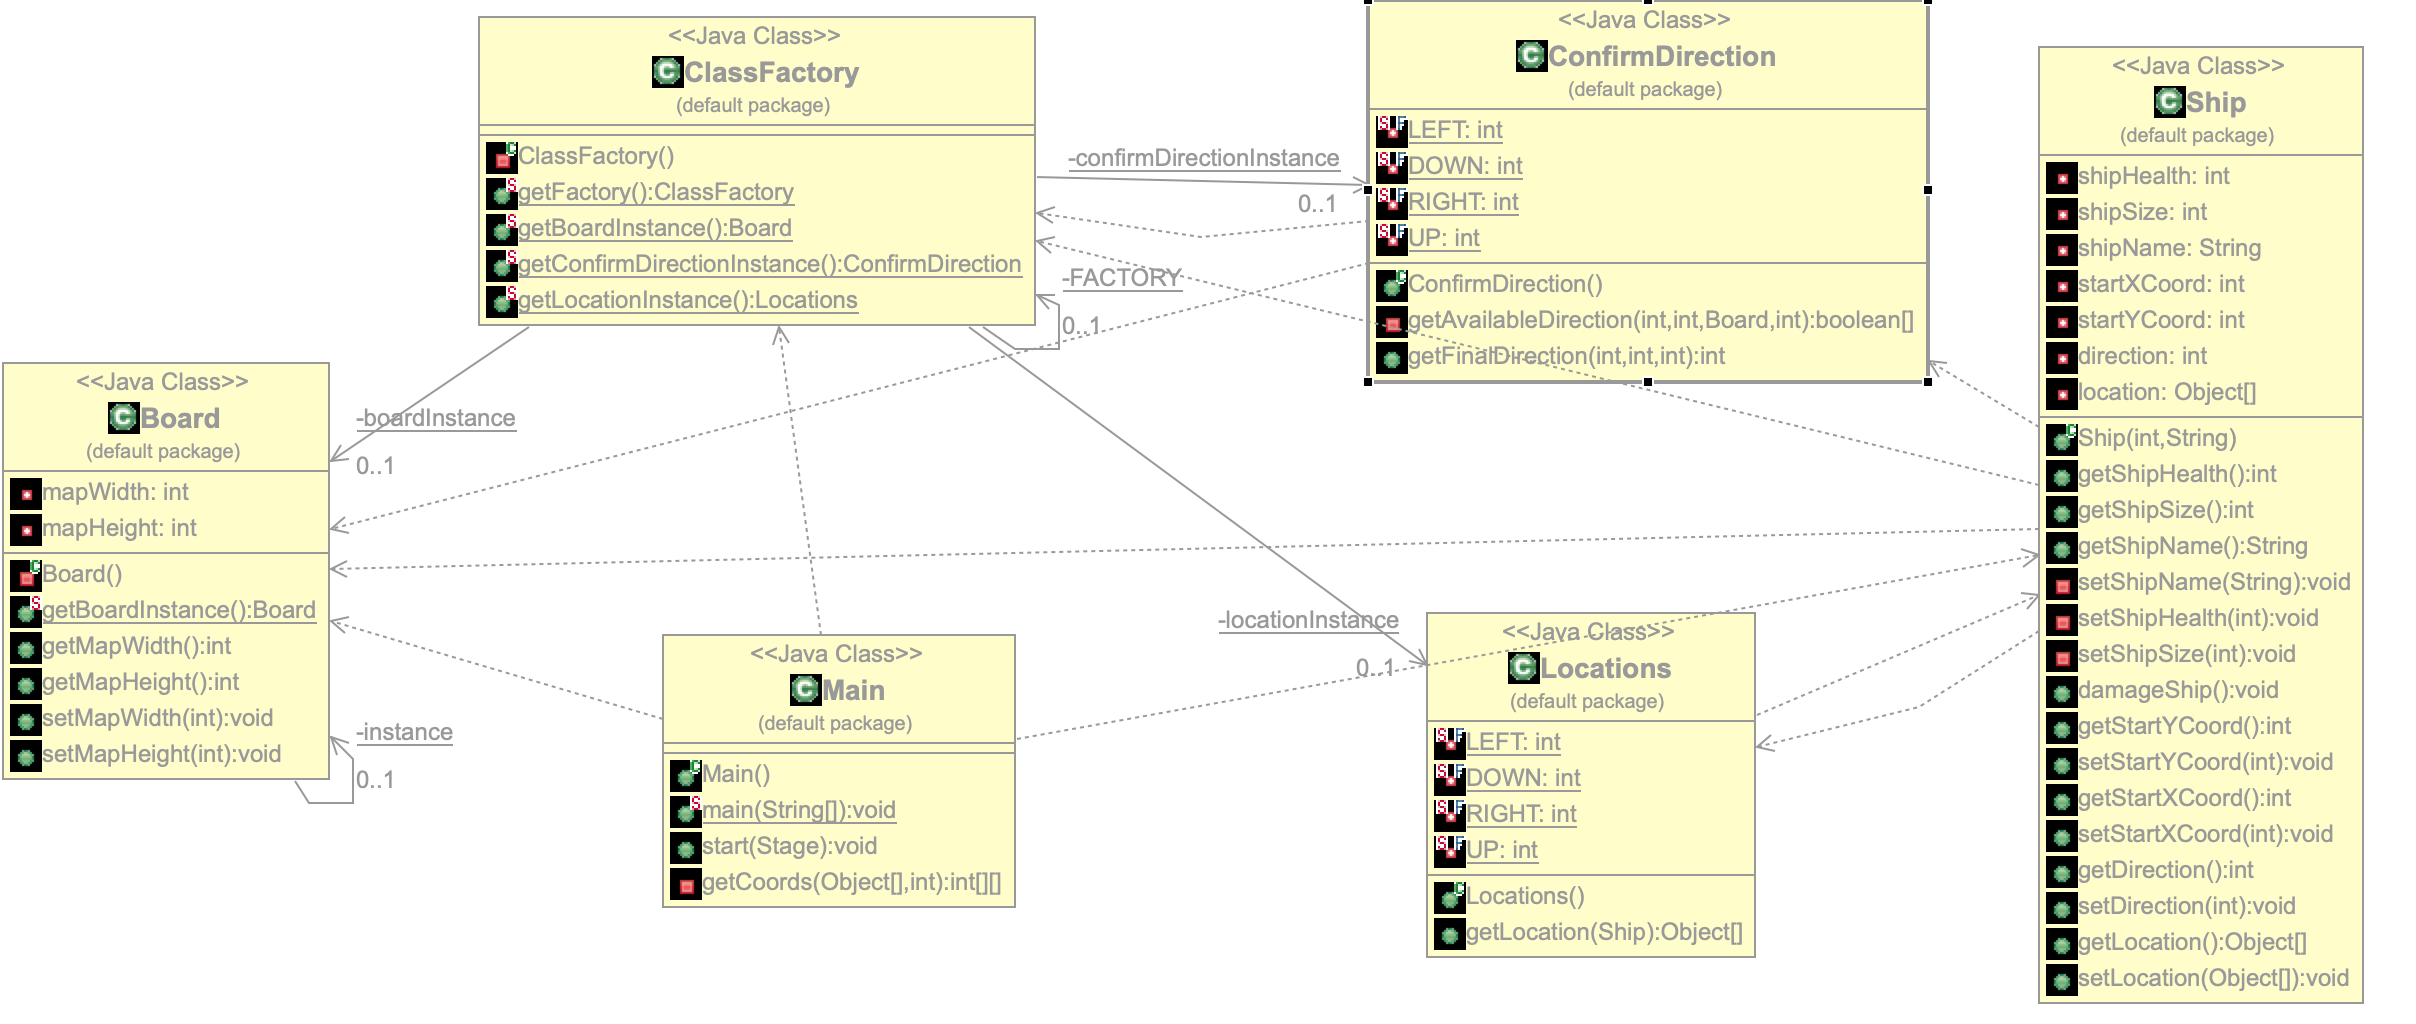 <<Java Class>>
ClassFactory
(default package)
ClassFactory()
getFactory():ClassFactory
getBoardInstance():Board
getConfirmDirectionInstance():ConfirmDirection
getLocationInstance():Locations
-confirmDirectionInstance
0..1
-FACTORY
0..1
<<Java Class>>
ConfirmDirection
(default package)
LEFT: int
DOWN: int
RIGHT: int
UP: int
ConfirmDirection()
getAvailableDirection(int,int,Board,int):boolean[]
getFinalDirection(int,int,int):int
<<Java Class>>
Ship
(default package)
shipHealth: int
shipSize: int
shipName: String
startXCoord: int
startYCoord: int
direction: int
location: Object[]
Ship(int,String)
getShipHealth():int
getShipSize():int
getShipName():String
setShipName(String):void
setShipHealth(int):void
setShipSize(int):void
damageShip():void
getStartYCoord():int
setStartYCoord(int):void
getStartXCoord():int
setStartXCoord(int):void
getDirection():int
setDirection(int):void
getLocation():Object[]
setLocation(Object[]):void
<<Java Class>>
Board
(default package)
mapWidth: int
mapHeight: int
Board()
getBoardInstance():Board
getMapWidth():int
getMapHeight():int
setMapWidth(int):void
setMapHeight(int):void
-boardInstance
0..1
-instance
0..1
<<Java Class>>
Main
(default package)
Main()
main(String[]):void
start(Stage):void
getCoords(Object[],int):int[][]
-locationInstance
0..1
<<Java Class>>
Locations
(default package)
LEFT: int
DOWN: int
RIGHT: int
UP: int
Locations()
getLocation(Ship):Object[]